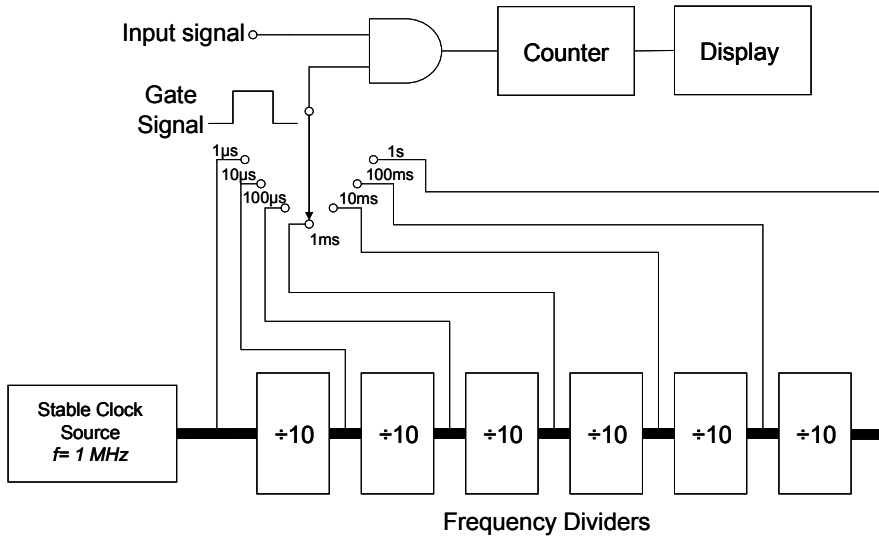 Input signal
Counter
Display
Gate
Signal
1µs
10µs
100µs
1ms
10ms
100ms
1s
Stable Clock
Source
f= 1 MHz
÷10
÷10
÷10
÷10
÷10
÷10
Frequency Dividers